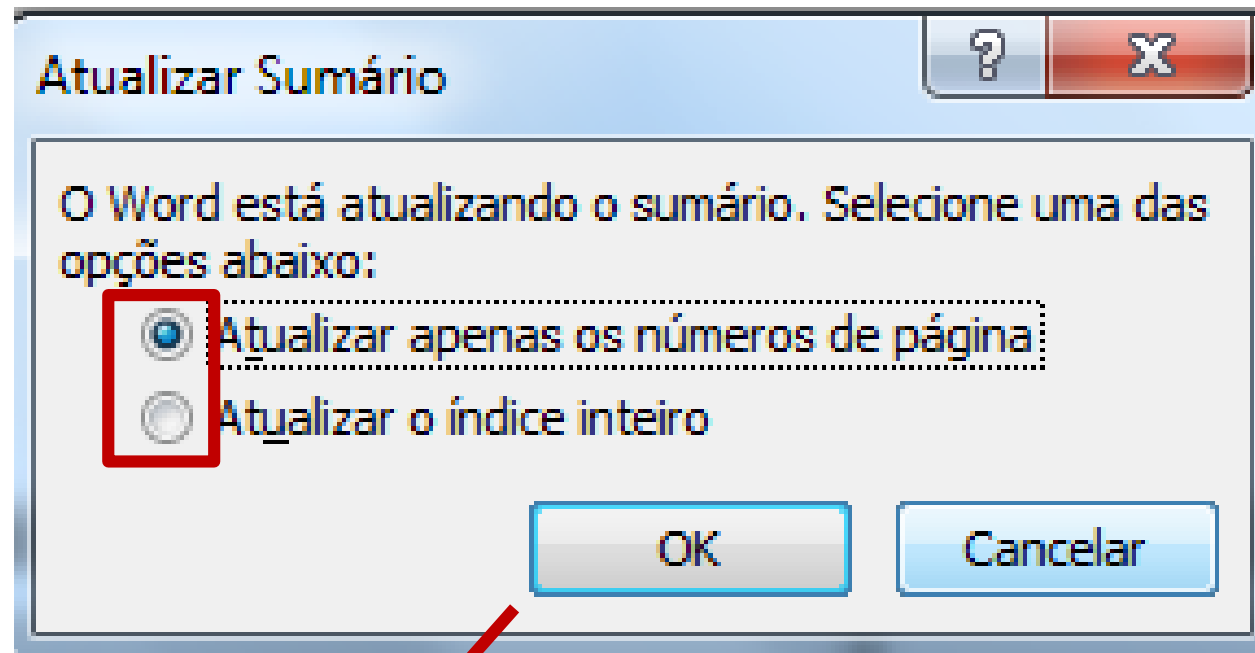 Atualizar Sumário
O Word está atualizando o sumário. Selecione uma das
opções abaixo:
Atualizar apenas os números de página
Atualizar o índice inteiro
OK Cancelar